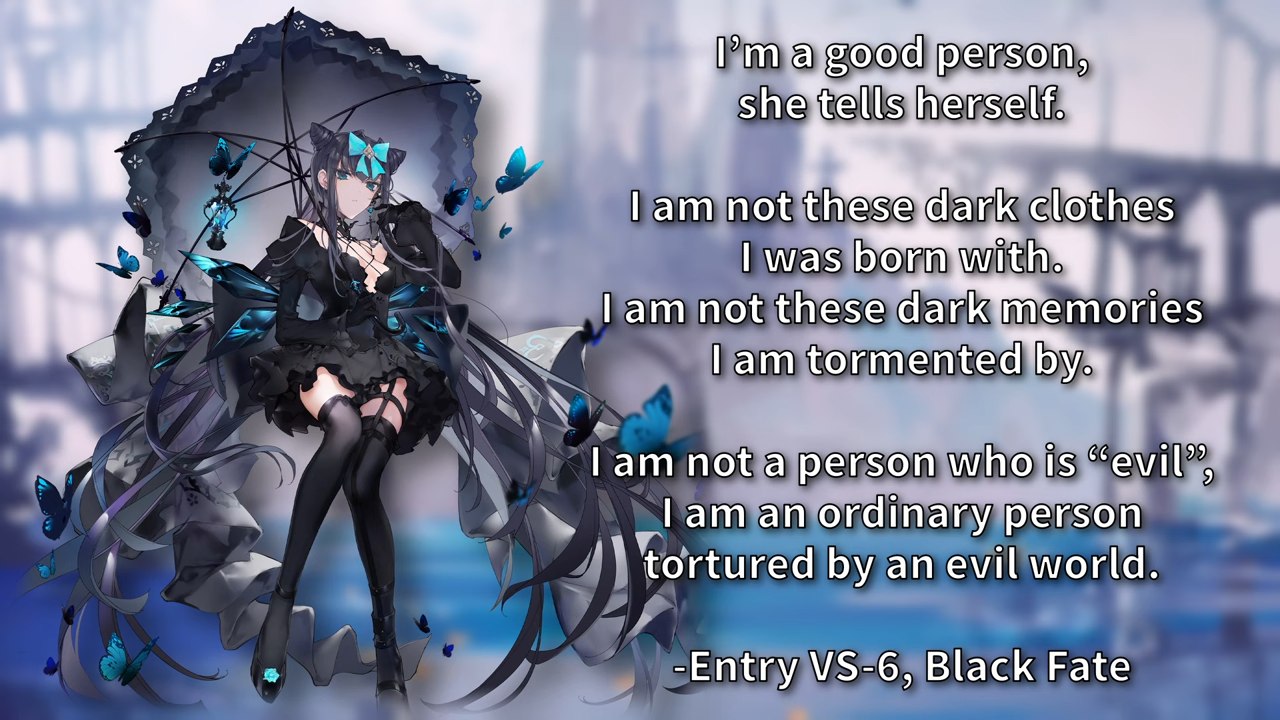 I’m a good person,
she tells herself.
I am not these dark clothes
I was born with.
I am not these dark memories
I am tormented by.
I am not a person who is “evil”,
I am an ordinary person
tortured by an evil world.
-Entry VS-6, Black Fate